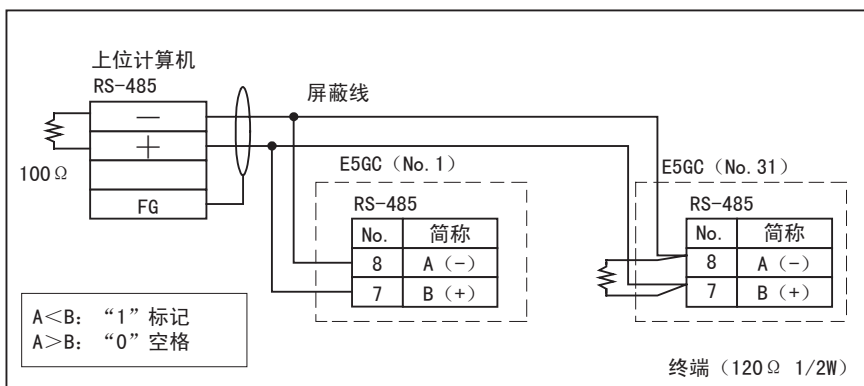 上位计算机
RS-485
－
＋
FG
100Ω
屏蔽线
E5GC（No.1）
RS-485
No. 简称
8 A（-）
7 B（+）
E5GC（No.31）
RS-485
No. 简称
8 A（-）
7 B（+）
A＜B：“1”标记
A＞B：“0”空格
终端（120Ω 1/2W）